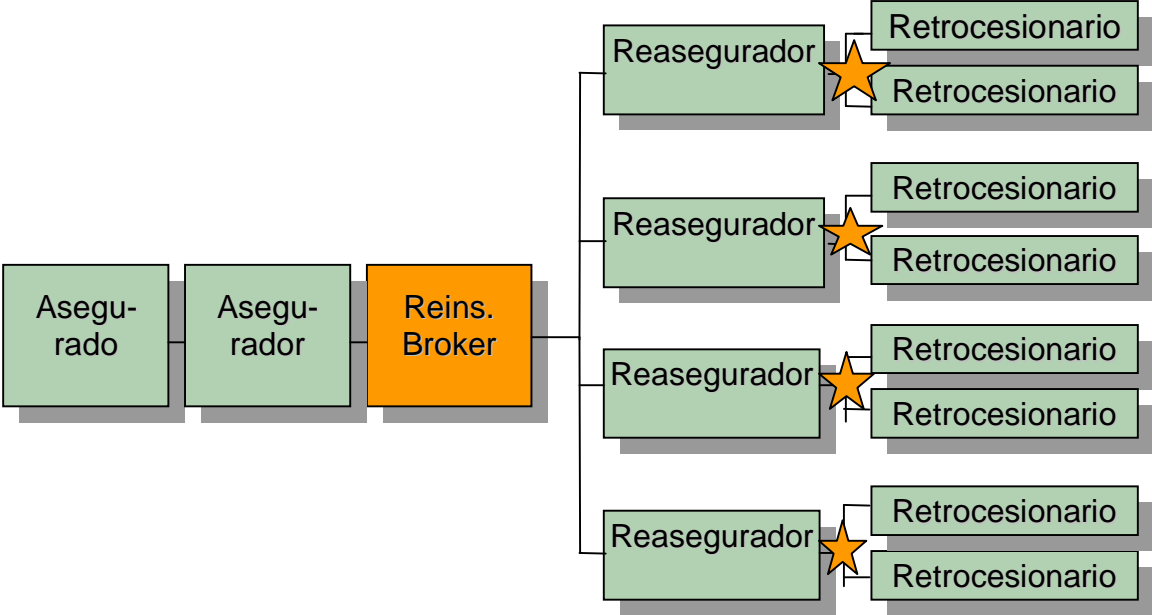 Asegu-
rado
Asegu-
rador
Reins.
Broker
Reasegurador
Retrocesionario
Retrocesionario
Reasegurador
Retrocesionario
Retrocesionario
Reasegurador
Retrocesionario
Retrocesionario
Reasegurador
Retrocesionario
Retrocesionario